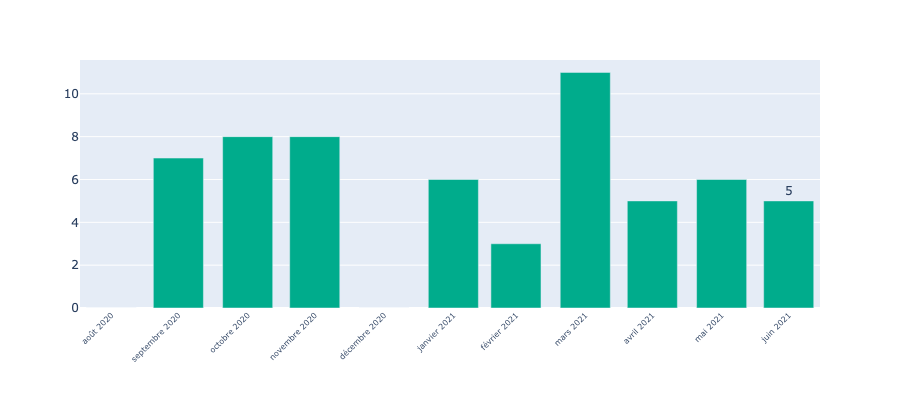 10
8
6
4
2
0
5
août 2020
septembre 2020
octobre 2020
novembre 2020
décembre 2020
janvier 2021
février 2021
mars 2021
avril 2021
mai 2021
juin 2021